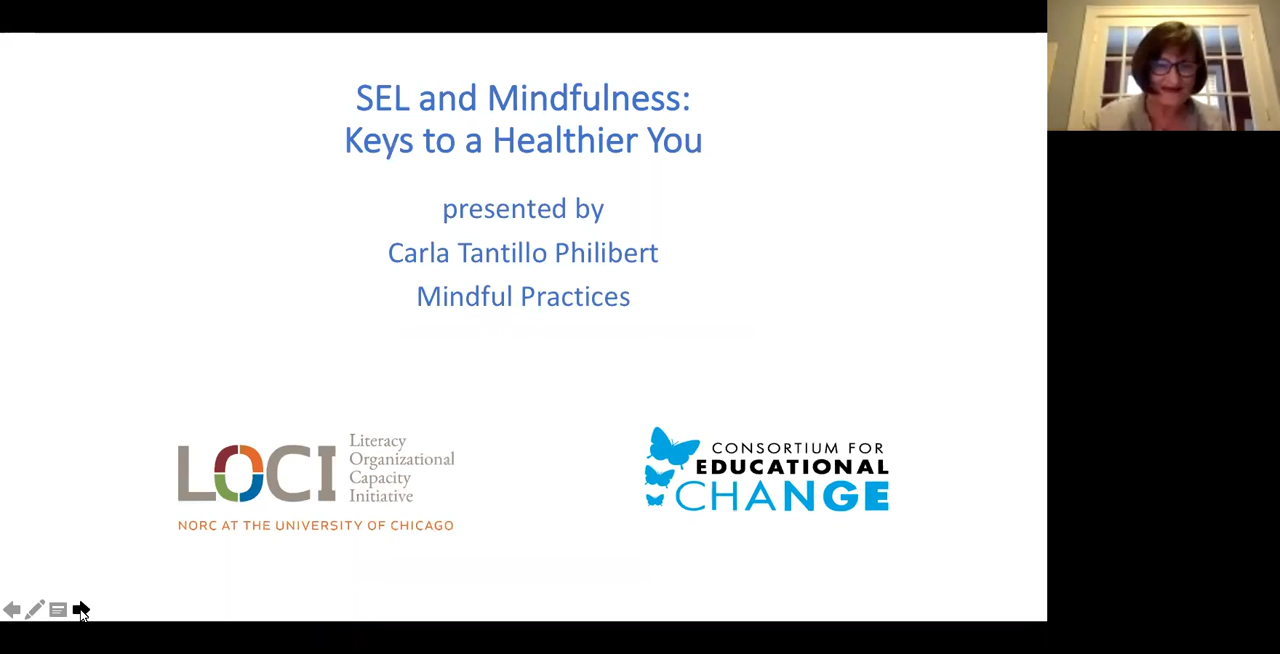 SEL and Mindfulness:
Keys to a Healthier You
presented by
Carla Tantillo Philibert
Mindful Practices
LOCI
Literacy
Organizational
Capacity
Initiative
NORC AT THE UNIVERSITY OF CHICAGO
CONSORTIUM FOR
EDUCATIONAL
CHANGE